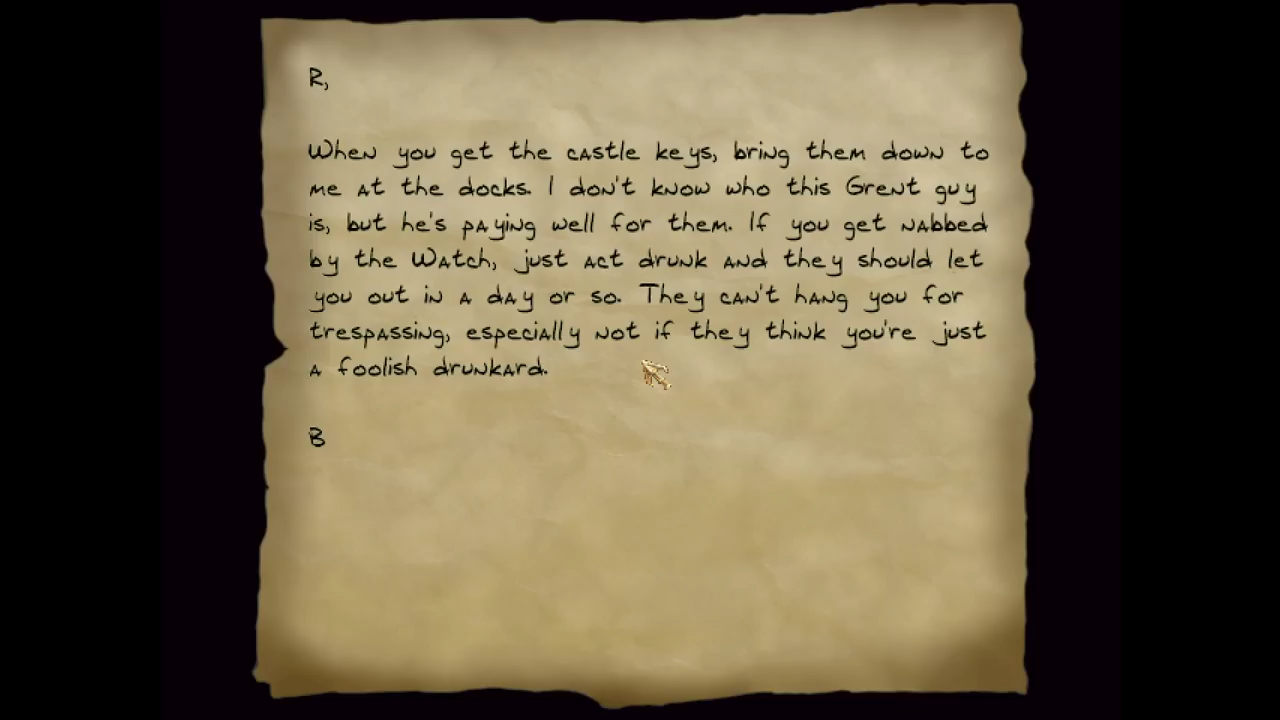 R,
When you get the castle keys, bring them down to
me at the docks. I don't know who this Grent guy
is, but he's paying well for them. If you get nabbed
by the Watch, just act drunk and they should let
you out in a day or so. They can't hang you for
trespassing, especially not if they think you're just
a foolish drunkard.
B